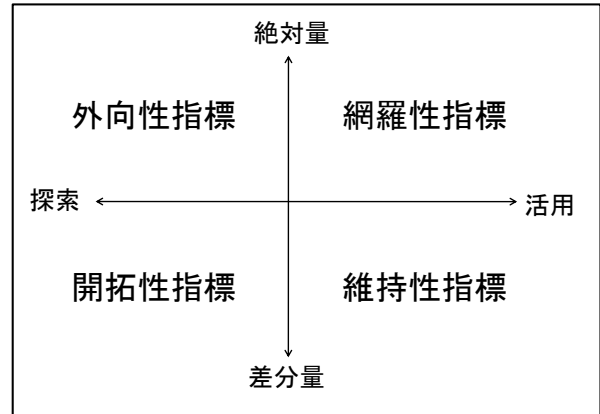 絶対量
外向性指標 網羅性指標
探索 活用
開拓性指標 維持性指標
差分量